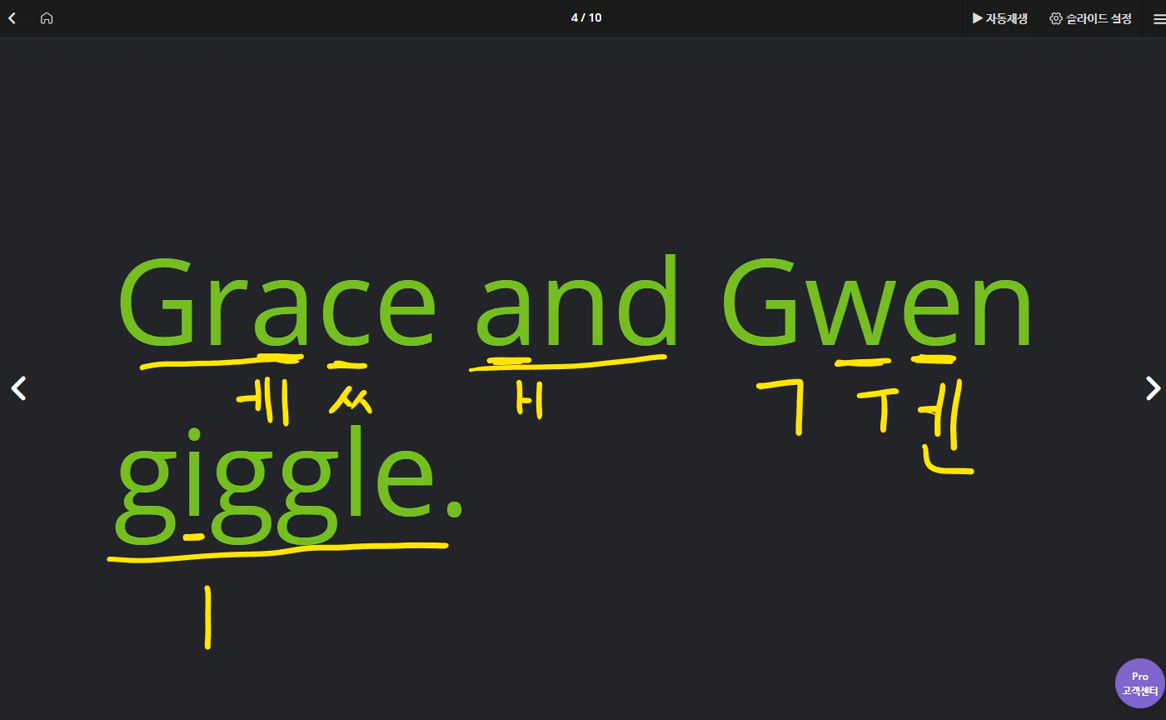 4 / 10
▶ 자동재생
슬라이드 설정
Grace and Gwen
ㅔ ㅆ ㅐ ㄱ ㅜ ㅔ ㄴ
giggle.
ㅣ
Pro
고객센터